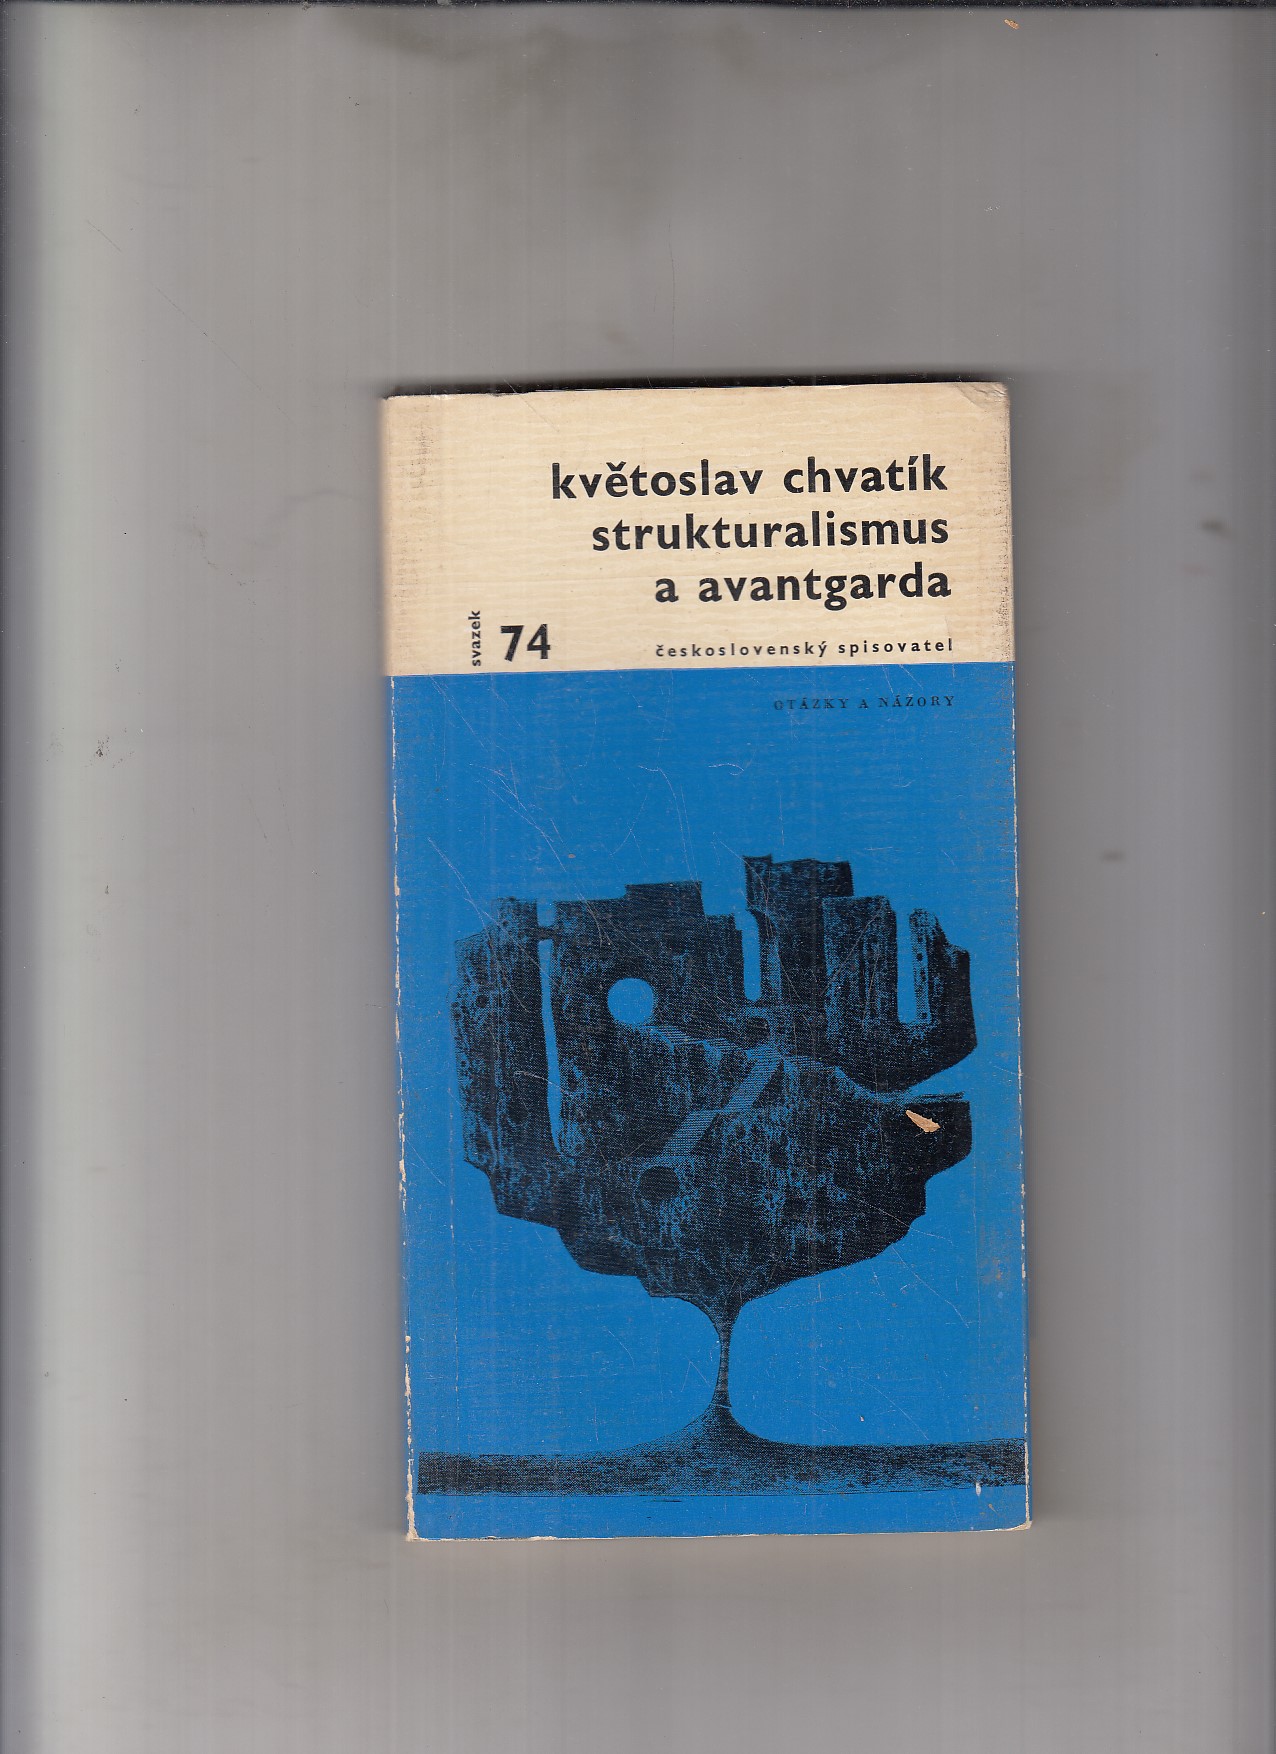 květoslav chvatík
strukturalismus
a avantgarda
svazek 74
československý spisovatel
OTÁZKY A NÁZORY